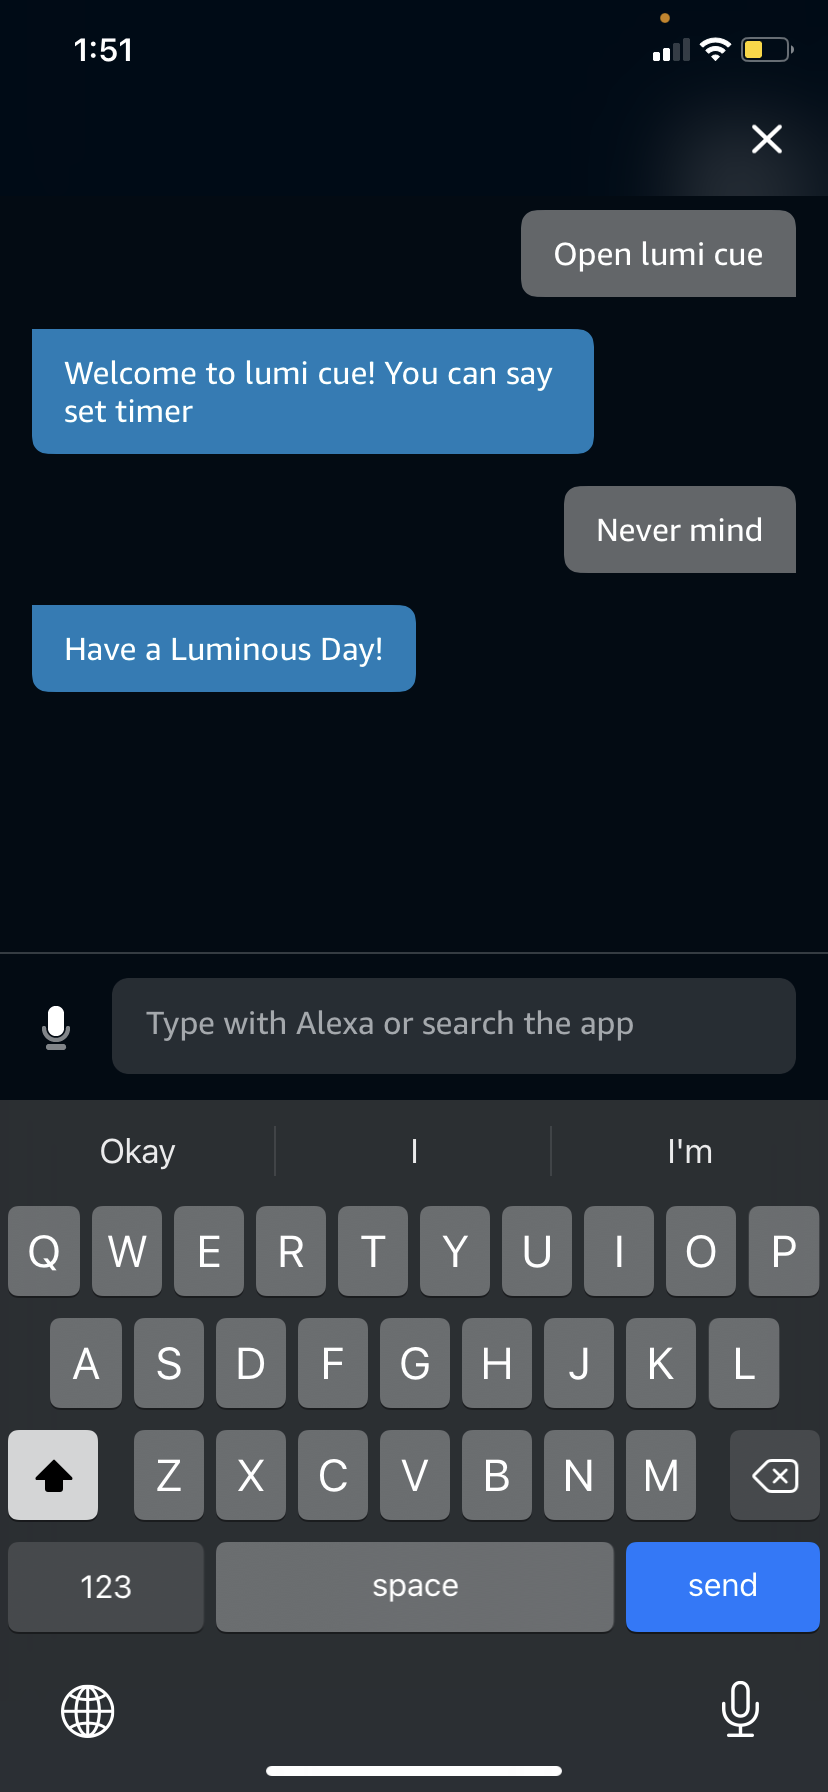 1:51
Open lumi cue
Welcome to lumi cue! You can say
set timer
Never mind
Have a Luminous Day!
Type with Alexa or search the app
Okay
I
I'm
Q W E R T Y U I O P
A S D F G H J K L
Z X C V B N M
123
space
send